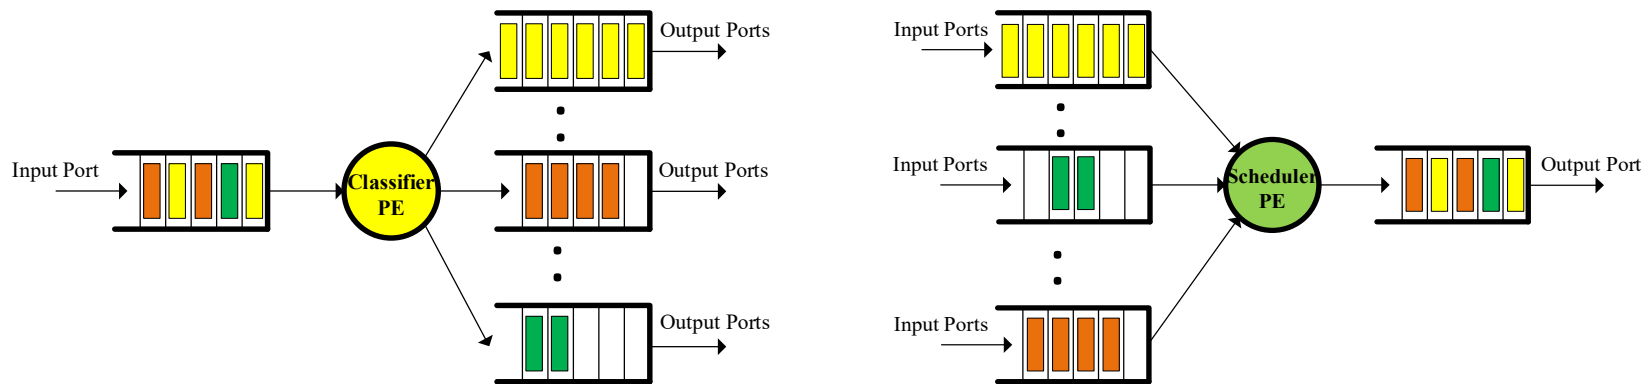 Input Port
Classifier
PE
Output Ports
Output Ports
Output Ports
Input Ports
Input Ports
Input Ports
Scheduler
PE
Output Port